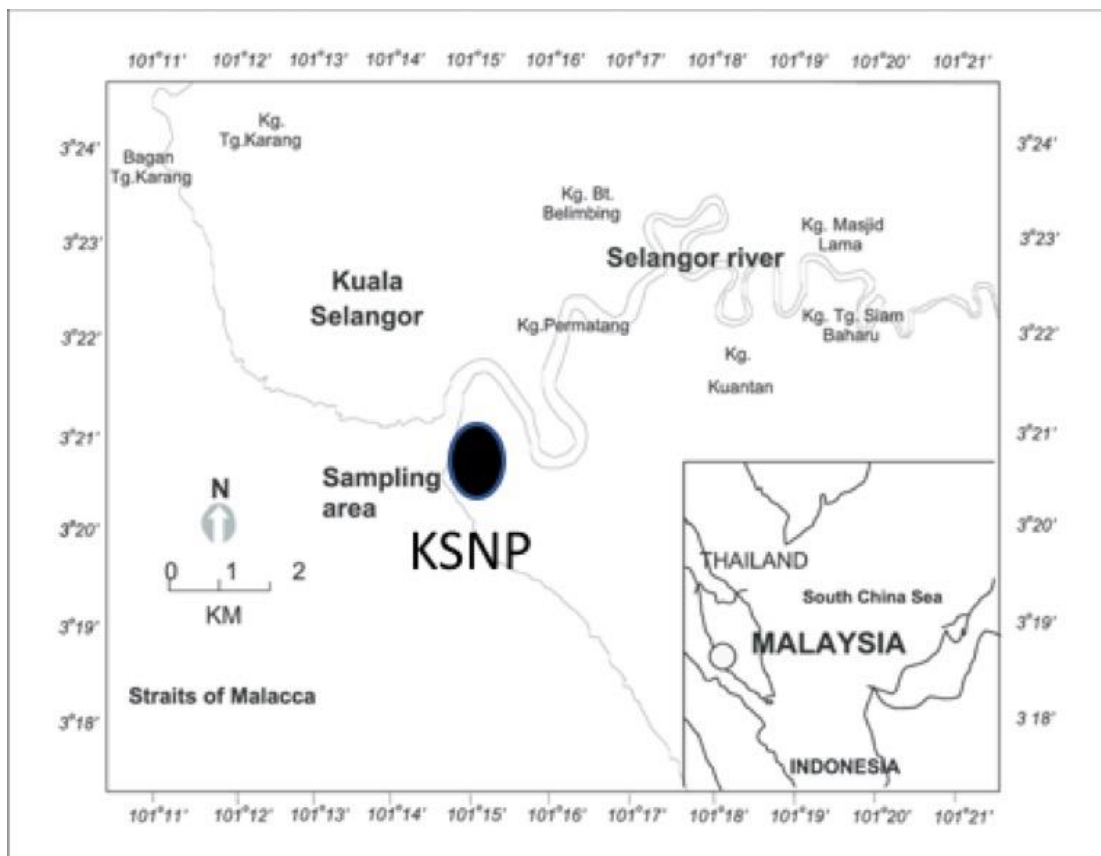 101°11' 101°12' 101°13' 101°14' 101°15' 101°16' 101°17' 101°18' 101°19' 101°20' 101°21'
3°24'
3°23'
3°22'
3°21'
3°20'
3°19'
3°18'
Kg.
Tg.Karang
Bagan
Tg.Karang
Kg. Bt.
Belimbing
Kg. Masjid
Lama
Selangor river
Kuala
Selangor
Kg.Permatang
Kg. Tg. Siam
Baharu
Kg.
Kuantan
Sampling
area
KSNP
N
0 1 2
KM
Straits of Malacca
THAILAND
South China Sea
MALAYSIA
INDONESIA
3°24'
3°23'
3°22'
3°21'
3°20'
3°19'
3 18'
101°11' 101°12' 101°13' 101°14' 101°15' 101°16' 101°17' 101°18' 101°19' 101°20' 101°21'